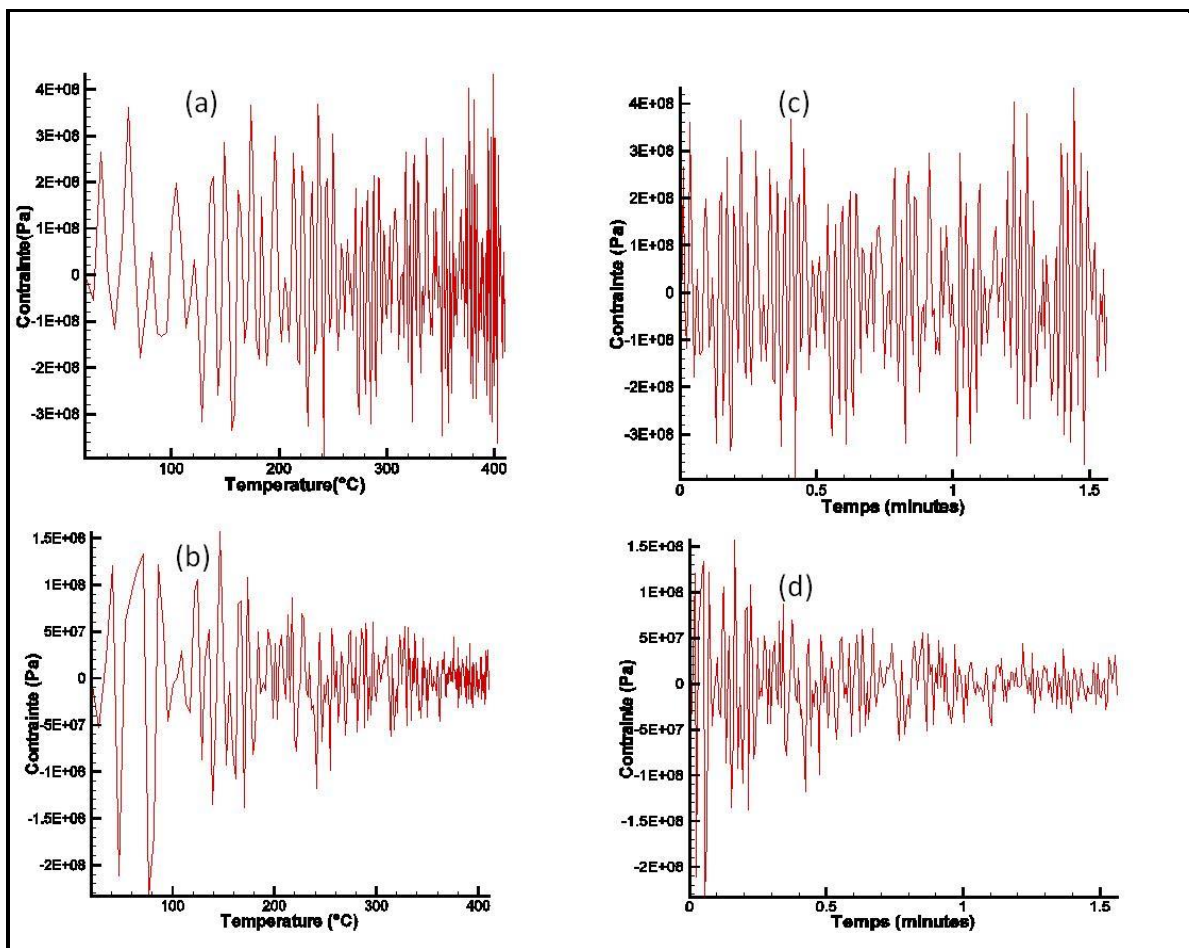 (a)
4E+08
3E+08
2E+08
1E+08
0
-1E+08
-2E+08
-3E+08
Contrainte(Pa)
100
200
300
400
Temperature(°C)
(c)
4E+08
3E+08
2E+08
1E+08
0
-1E+08
-2E+08
-3E+08
Contrainte (Pa)
0
0.5
1
1.5
Temps (minutes)
(b)
1.5E+08
1E+08
5E+07
0
-5E+07
-1E+08
-1.5E+08
-2E+08
Contrainte (Pa)
100
200
300
400
Temperature (°C)
(d)
1.5E+08
1E+08
5E+07
0
-5E+07
-1E+08
-1.5E+08
-2E+08
Contrainte (Pa)
0
0.5
1
1.5
Temps (minutes)